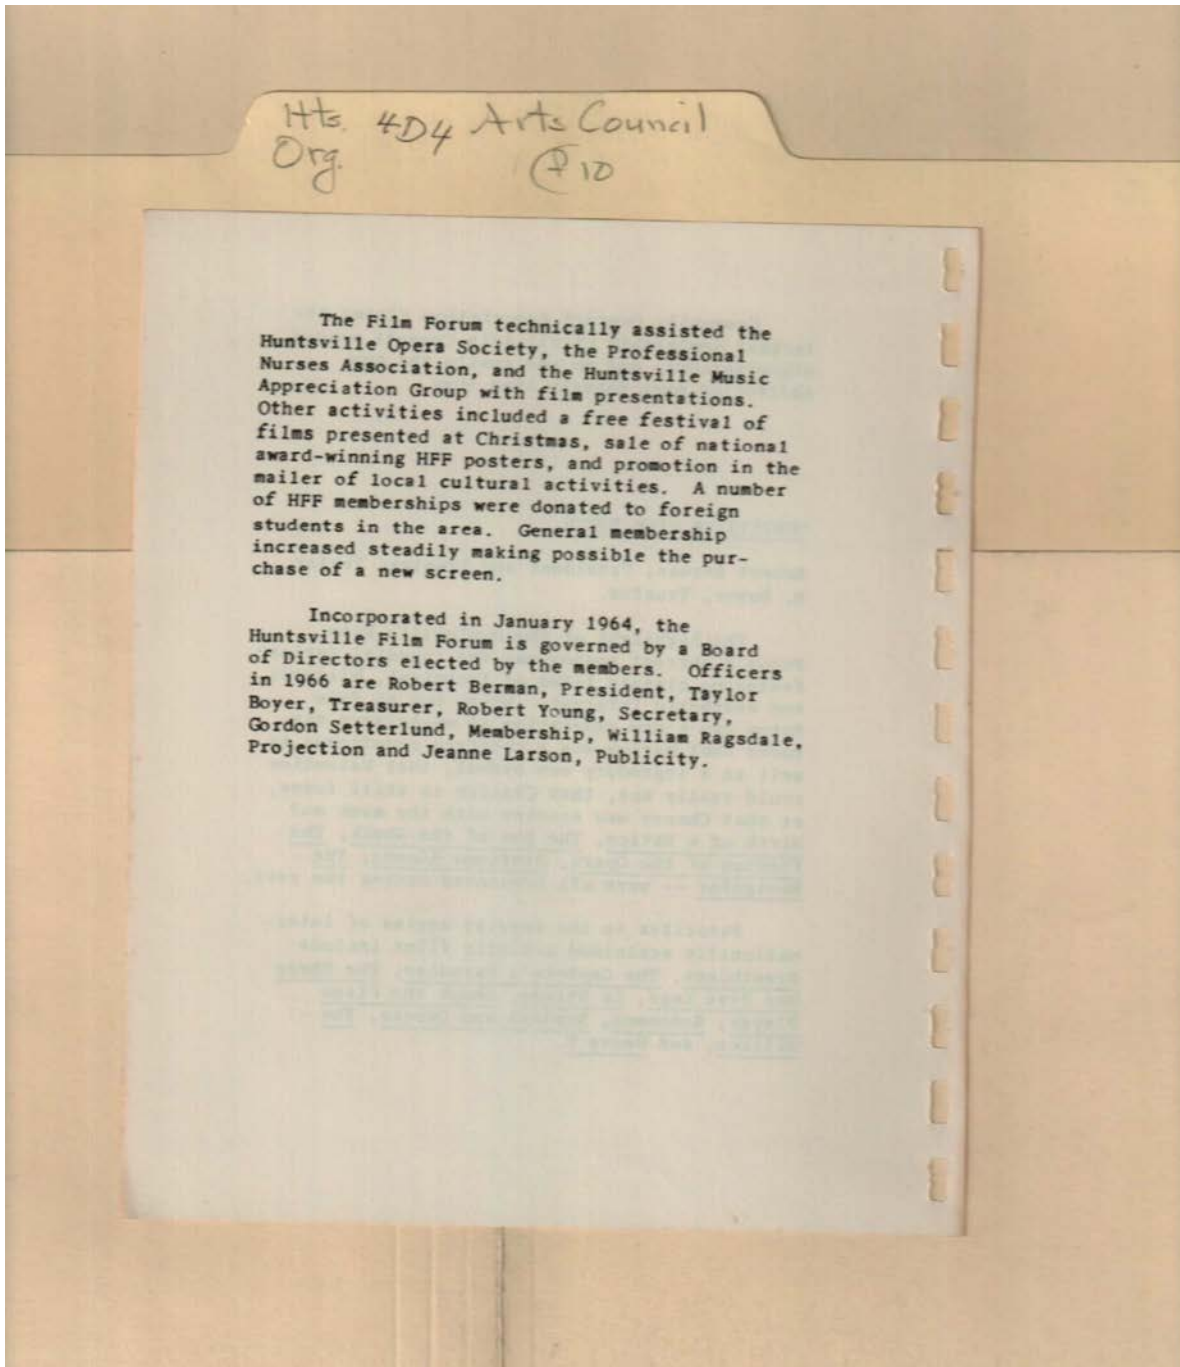 Hts. 4D4 Arts Council
Org. P 10
The Film Forum technically assisted the
Huntsville Opera Society, the Professional
Nurses Association, and the Huntsville Music
Appreciation Group with film presentations.
Other activities included a free festival of
films presented at Christmas, sale of national
award-winning HFF posters, and promotion in the
mailer of local cultural activities. A number
of HFF memberships were donated to foreign
students in the area. General membership
increased steadily making possible the pur-
chase of a new screen.
Incorporated in January 1964, the
Huntsville Film Forum is governed by a Board
of Directors elected by the members. Officers
in 1966 are Robert Berman, President, Taylor
Boyer, Treasurer, Robert Young, Secretary,
Gordon Setterlund, Membership, William Ragsdale,
Projection and Jeanne Larson, Publicity.